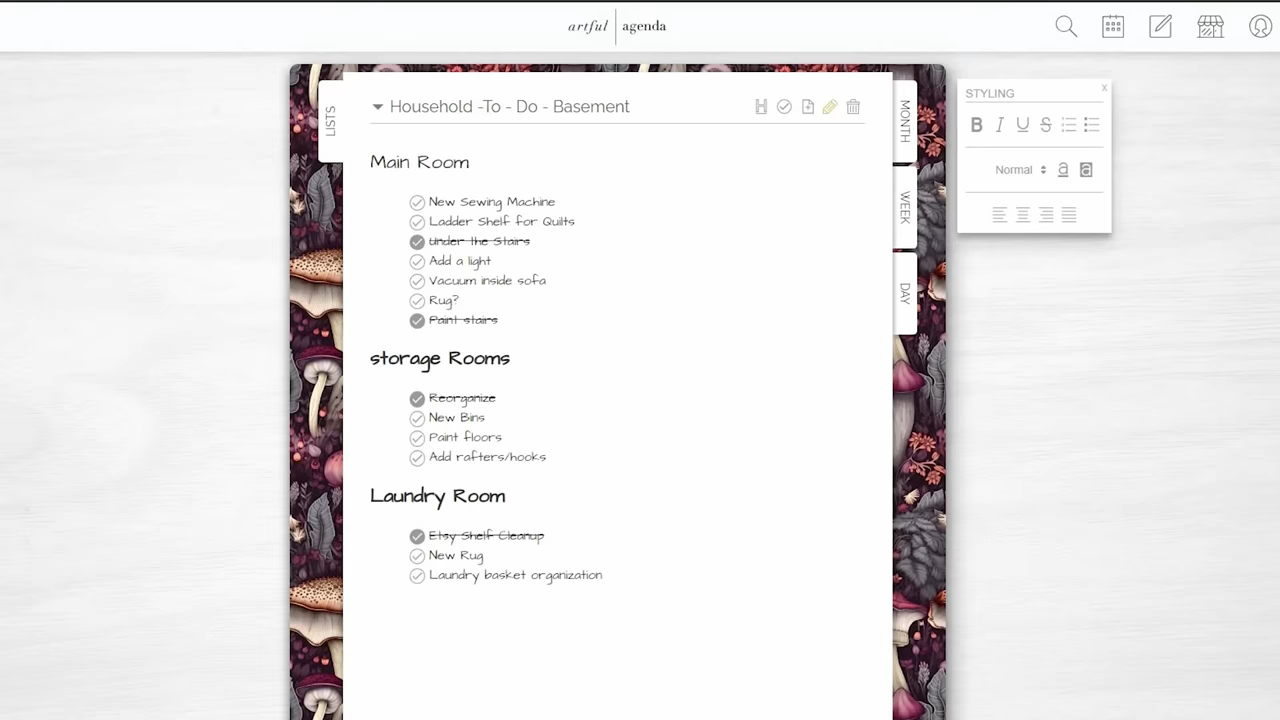 artful | agenda
LISTS
Household -To - Do - Basement
MONTH
WEEK
DAY
x
STYLING
B I U S
Normal a a
Main Room
New Sewing Machine
Ladder Shelf for Quilts
Under the Stairs
Add a light
Vacuum inside sofa
Rug?
Paint stairs
storage Rooms
Reorganize
New Bins
Paint floors
Add rafters/hooks
Laundry Room
Etsy Shelf Cleanup
New Rug
Laundry basket organization